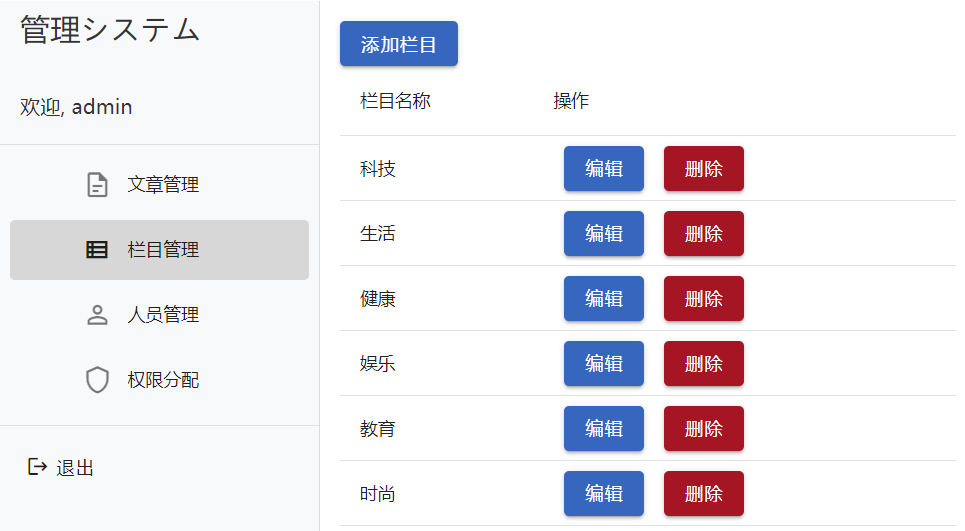 管理システム
欢迎, admin
文章管理
栏目管理
人员管理
权限分配
退出
添加栏目
栏目名称 操作
科技 编辑 删除
生活 编辑 删除
健康 编辑 删除
娱乐 编辑 删除
教育 编辑 删除
时尚 编辑 删除